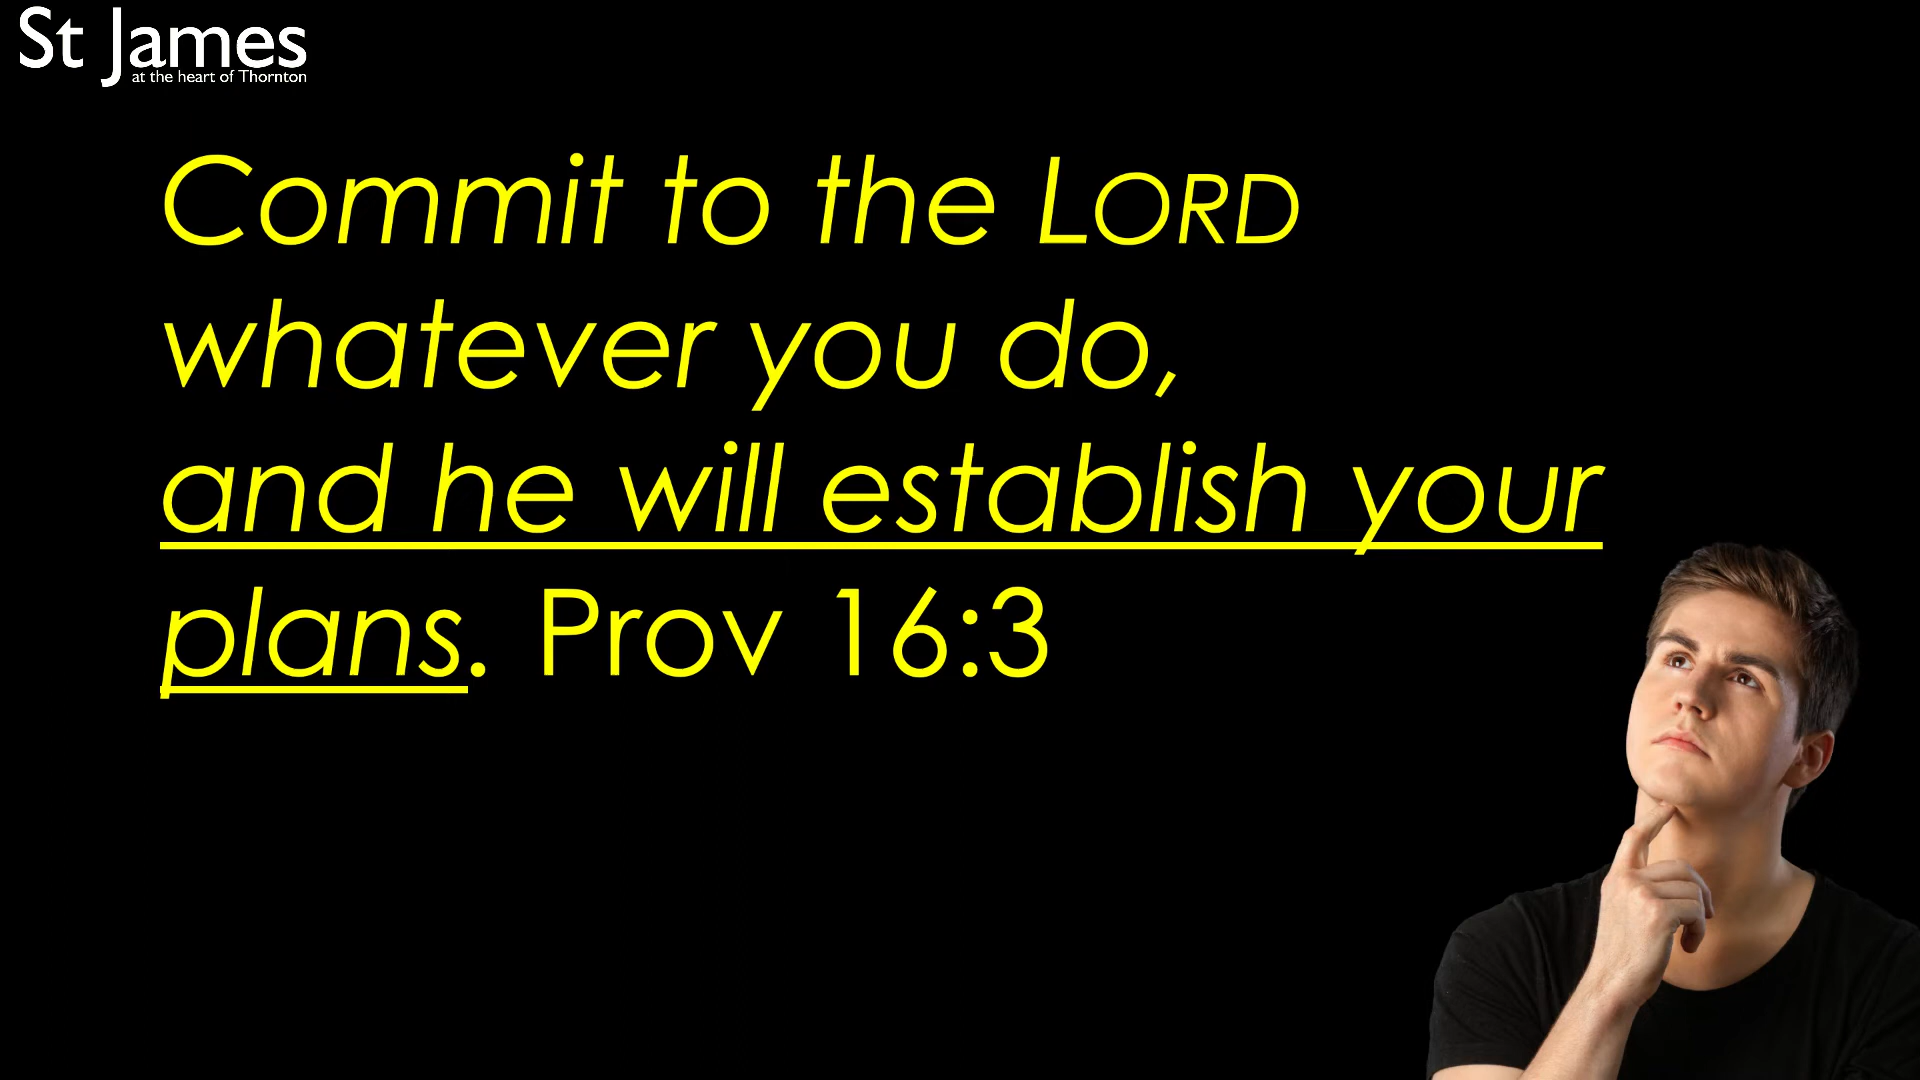 St James
at the heart of Thornton
Commit to the LORD
whatever you do,
and he will establish your
plans. Prov 16:3